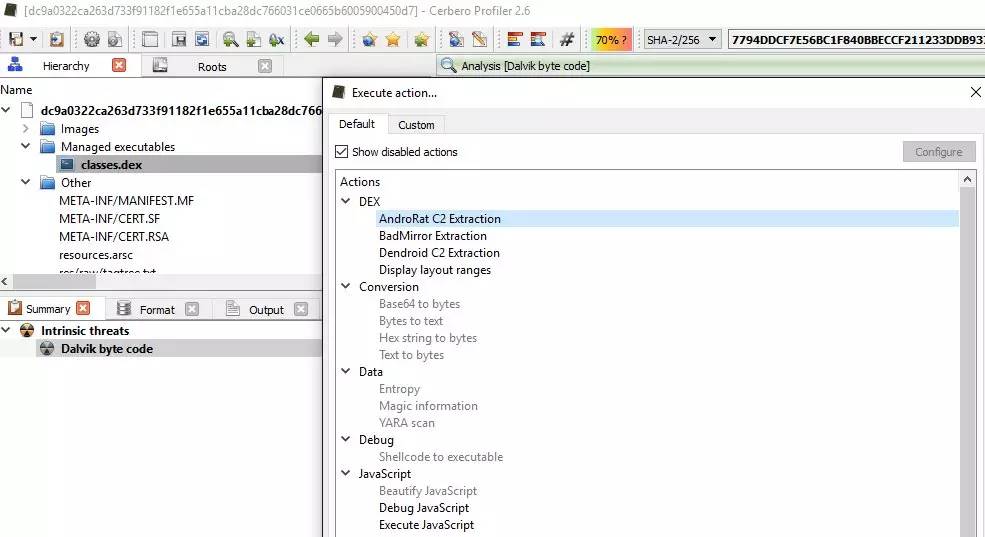 [dc9a0322ca263d733f91182f1e655a11cba28dc766031ce0665b6005900450d7] - Cerbero Profiler 2.6
70% ?
SHA-2/256
7794DDCF7E56BC1F840BBECCF211233DDB93
Hierarchy
Roots
Analysis [Dalvik byte code]
Name
dc9a0322ca263d733f91182f1e655a11cba28dc766
Images
Managed executables
classes.dex
Other
META-INF/MANIFEST.MF
META-INF/CERT.SF
META-INF/CERT.RSA
resources.arsc
res/raw/tagtree.txt
Summary
Format
Output
Intrinsic threats
Dalvik byte code
Execute action...
Default
Custom
Show disabled actions
Configure
Actions
DEX
AndroRat C2 Extraction
BadMirror Extraction
Dendroid C2 Extraction
Display layout ranges
Conversion
Base64 to bytes
Bytes to text
Hex string to bytes
Text to bytes
Data
Entropy
Magic information
YARA scan
Debug
Shellcode to executable
JavaScript
Beautify JavaScript
Debug JavaScript
Execute JavaScript